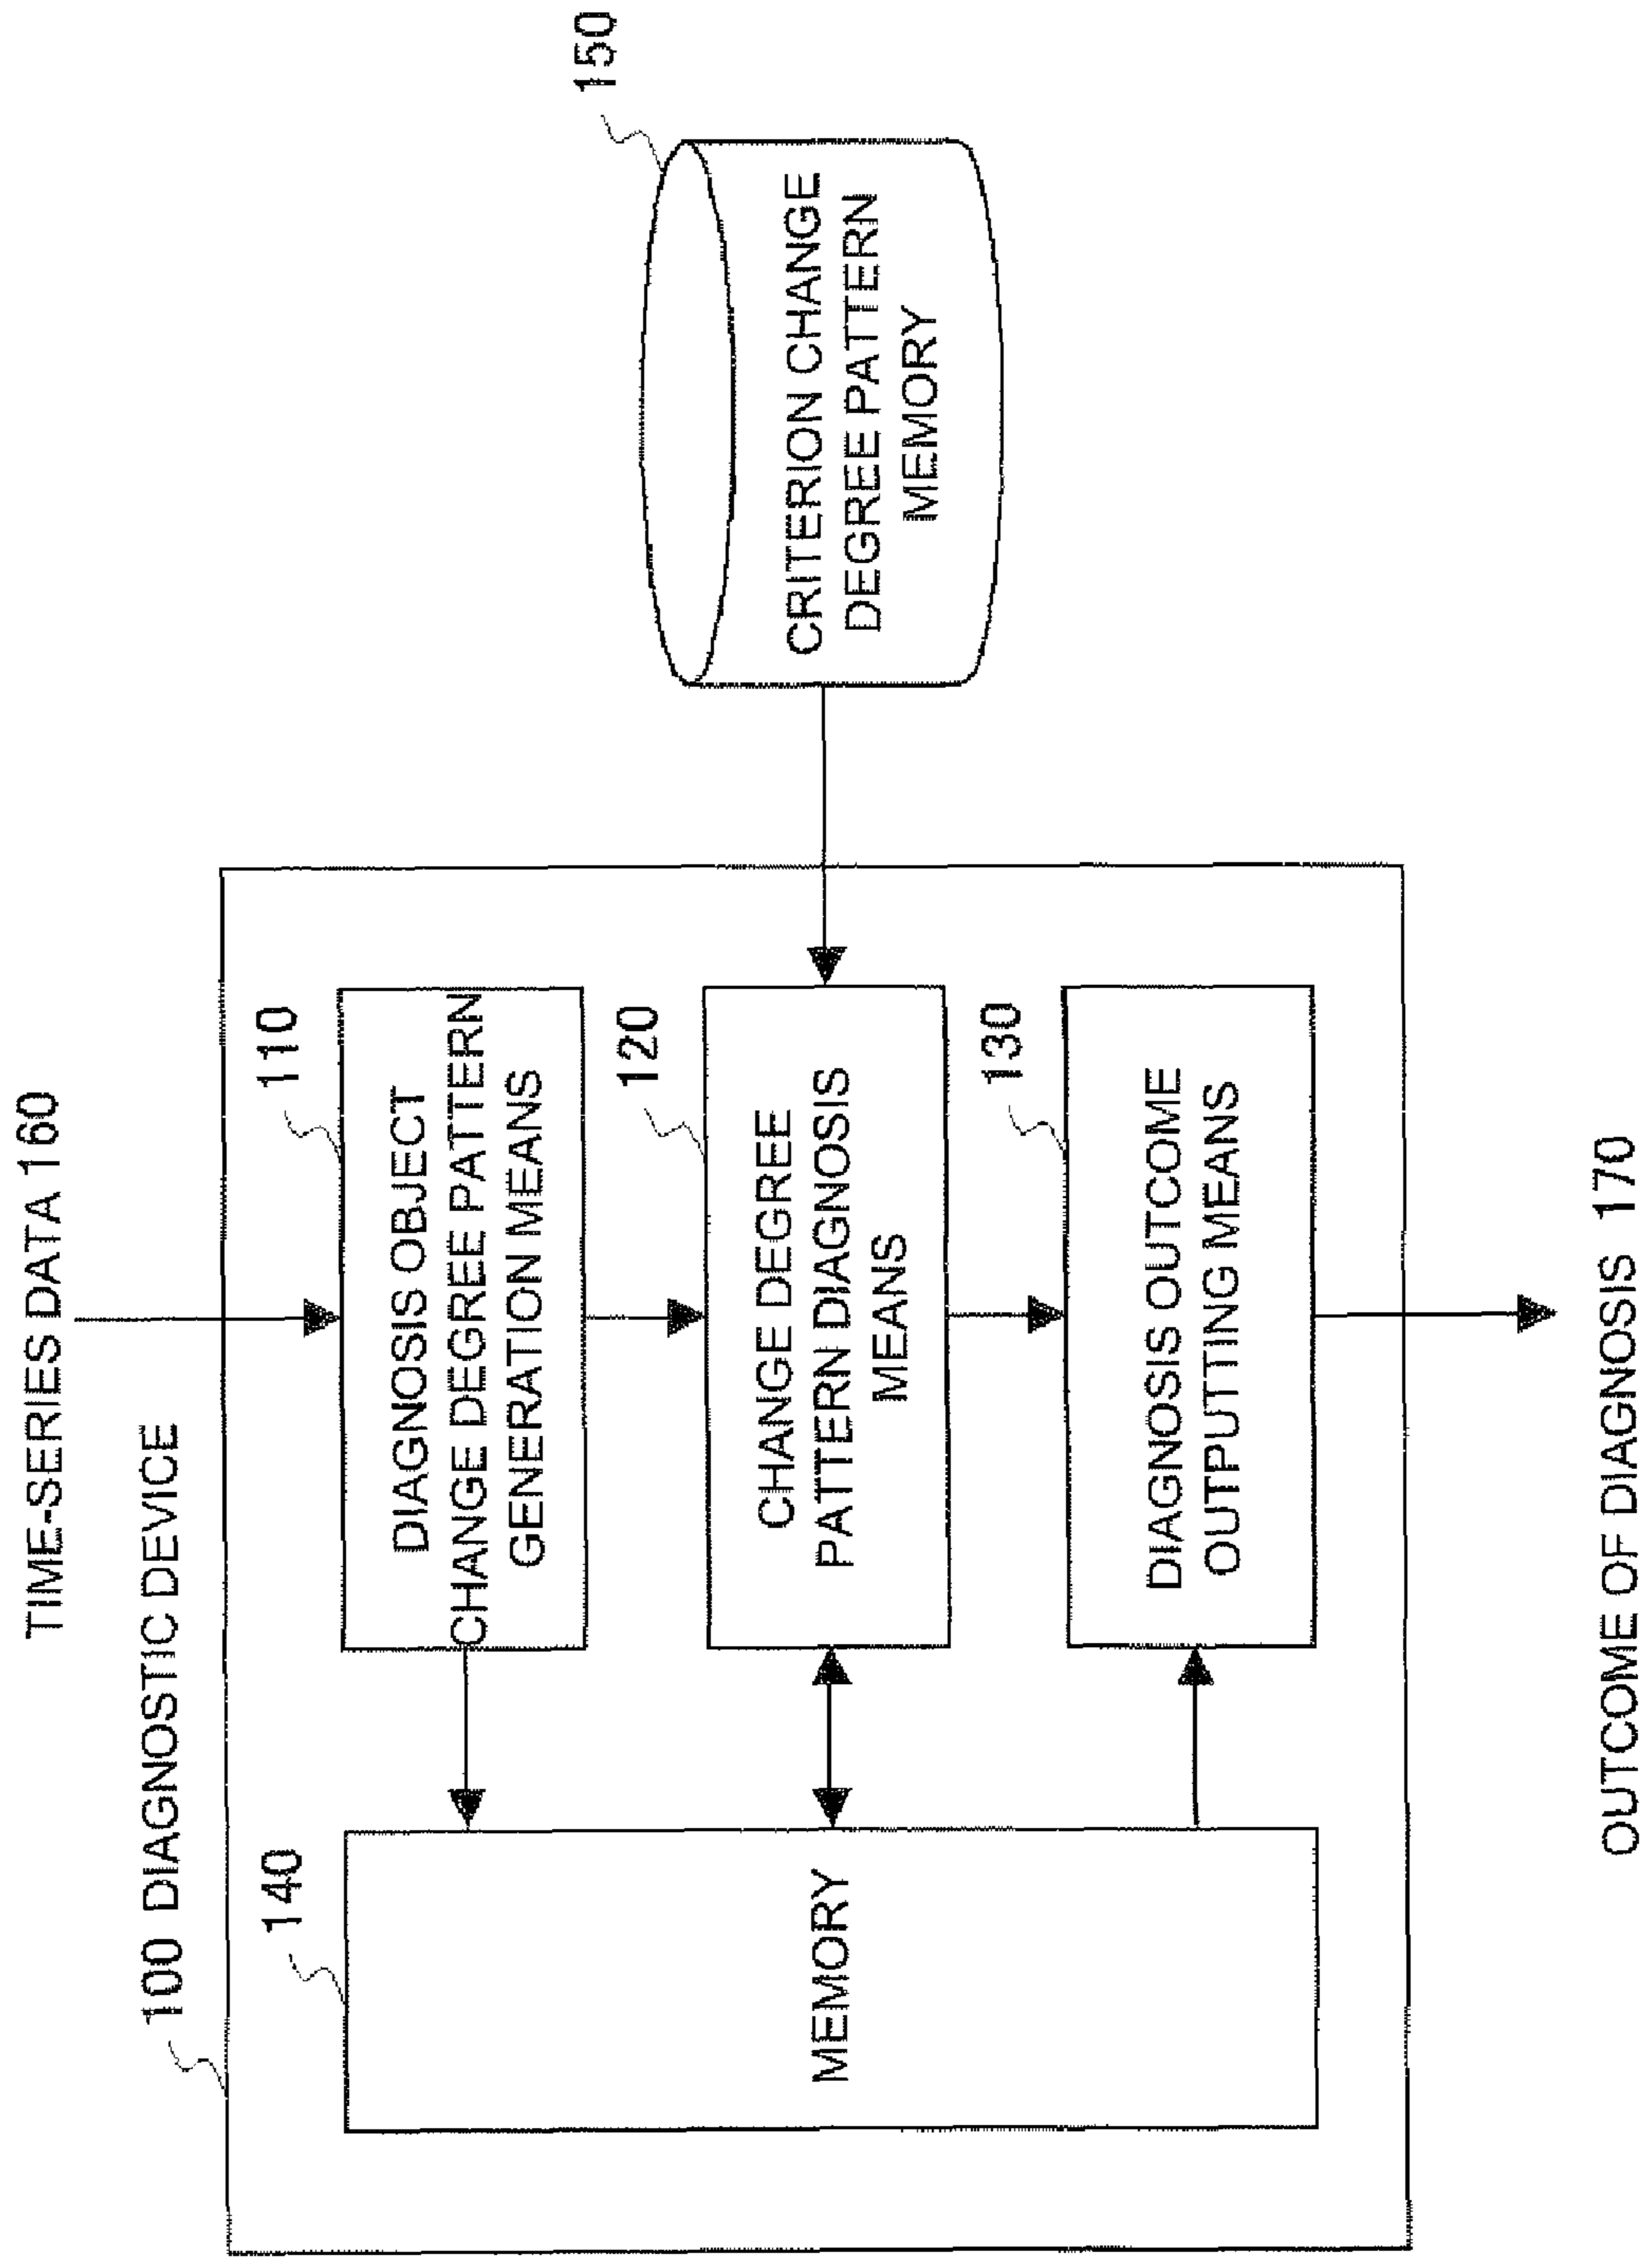 TIME-SERIES DATA 160
100 DIAGNOSTIC DEVICE
140
MEMORY
110
DIAGNOSIS OBJECT
CHANGE DEGREE PATTERN
GENERATION MEANS
120
CHANGE DEGREE
PATTERN DIAGNOSIS
MEANS
130
DIAGNOSIS OUTCOME
OUTPUTTING MEANS
150
CRITERION CHANGE
DEGREE PATTERN
MEMORY
OUTCOME OF DIAGNOSIS 170